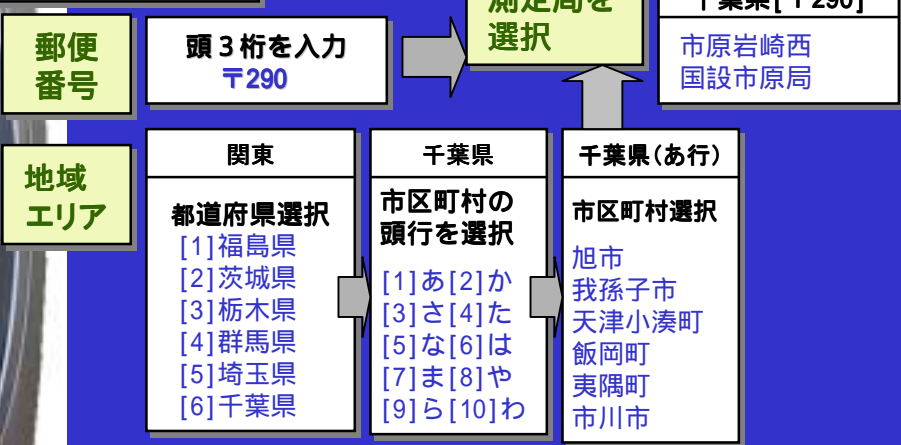 測定局を
選択
千葉県[〒290]
市原岩崎西
国設市原局
郵便
番号
頭3桁を入力
〒290
地域
エリア
関東
都道府県選択
[1]福島県
[2]茨城県
[3]栃木県
[4]群馬県
[5]埼玉県
[6]千葉県
千葉県
市区町村の
頭行を選択
[1]あ[2]か
[3]さ[4]た
[5]な[6]は
[7]ま[8]や
[9]ら[10]わ
千葉県(あ行)
市区町村選択
旭市
我孫子市
天津小湊町
飯岡町
夷隅町
市川市